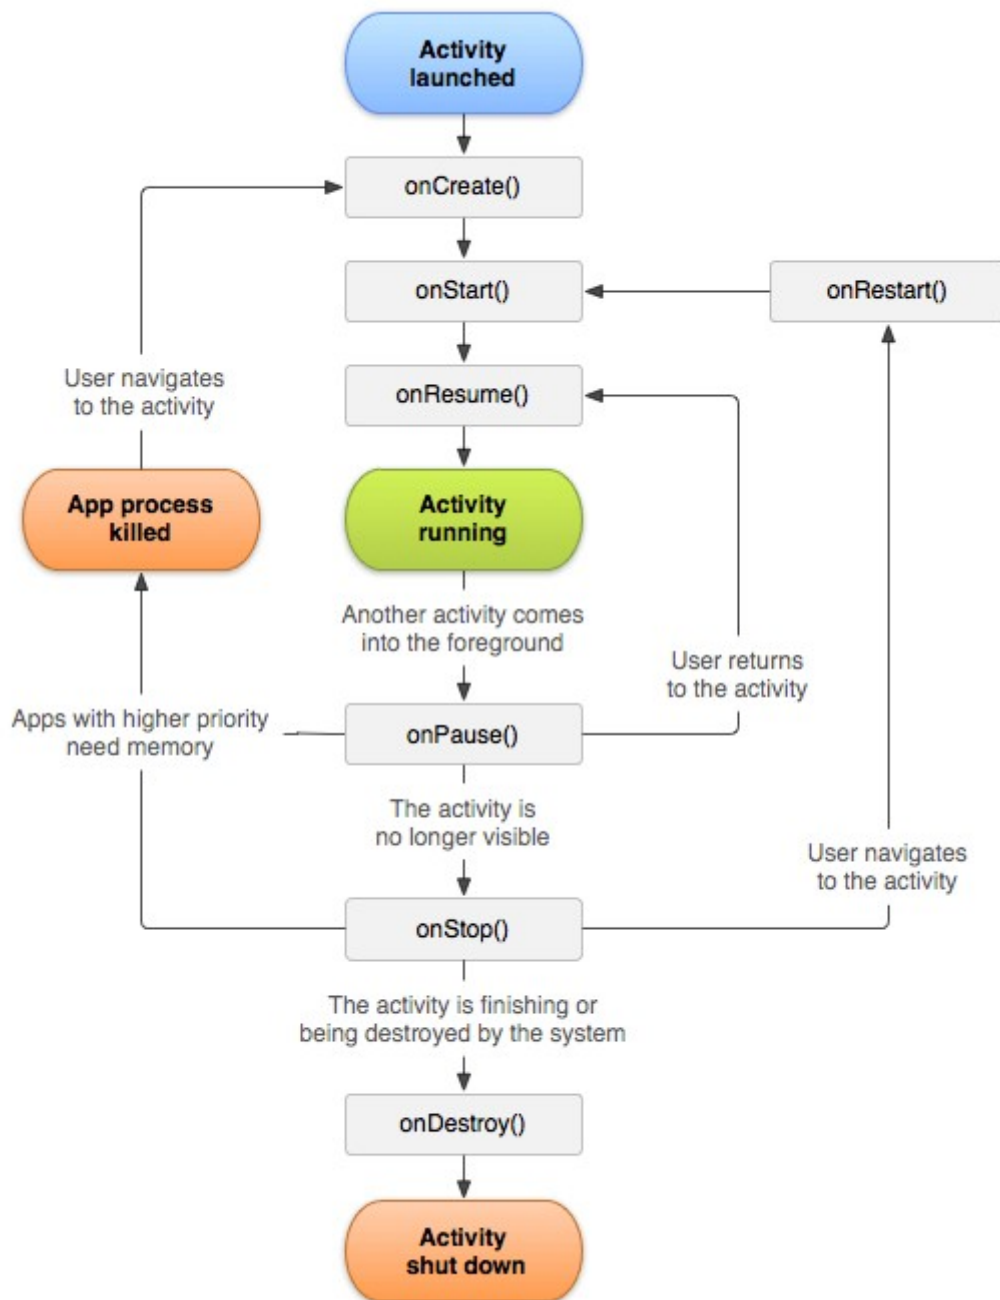 Activity
launched
onCreate()
onStart()
onRestart()
onResume()
User navigates
to the activity
App process
killed
Activity
running
Another activity comes
into the foreground
User returns
to the activity
Apps with higher priority
need memory
onPause()
The activity is
no longer visible
User navigates
to the activity
onStop()
The activity is finishing or
being destroyed by the system
onDestroy()
Activity
shut down